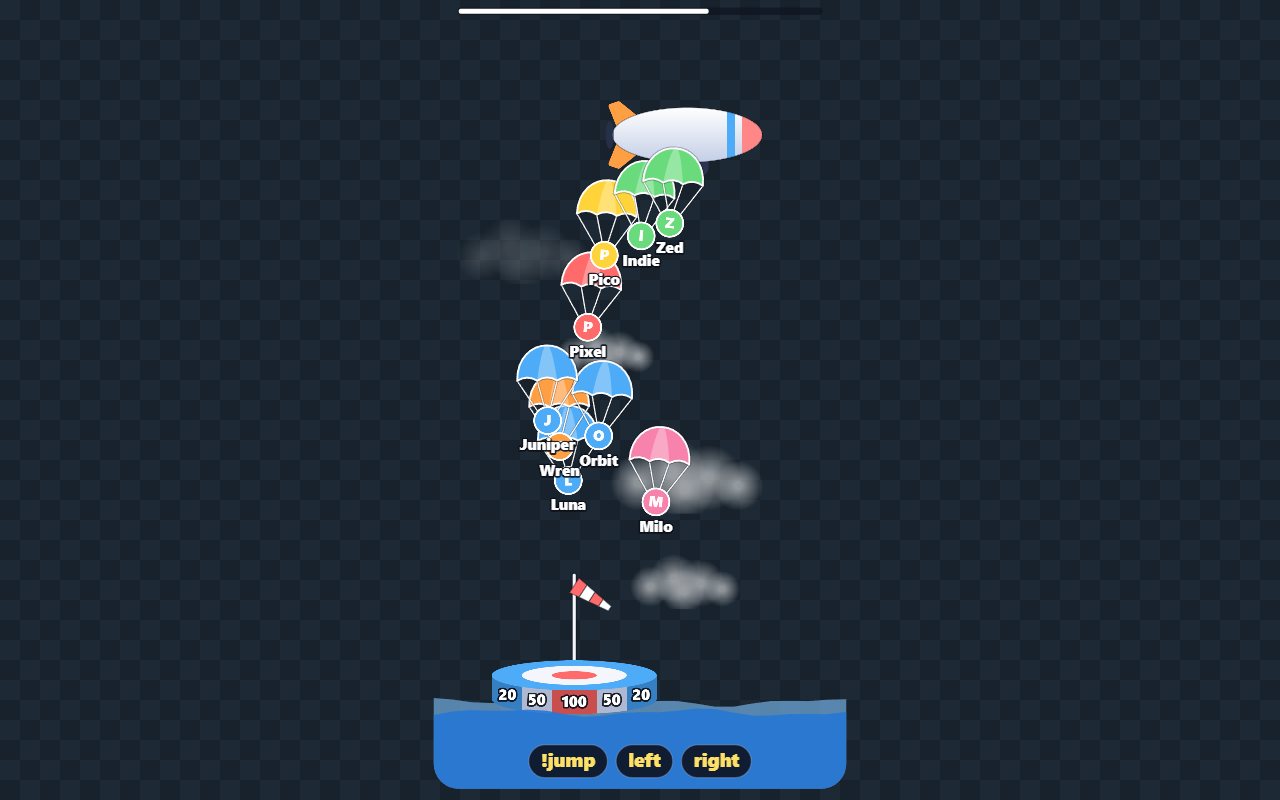 Z
Zed
I
Indie
P
Pico
P
Pixel
J
Juniper
O
Orbit
Wren
L
Luna
M
Milo
20 50 100 50 20
!jump left right